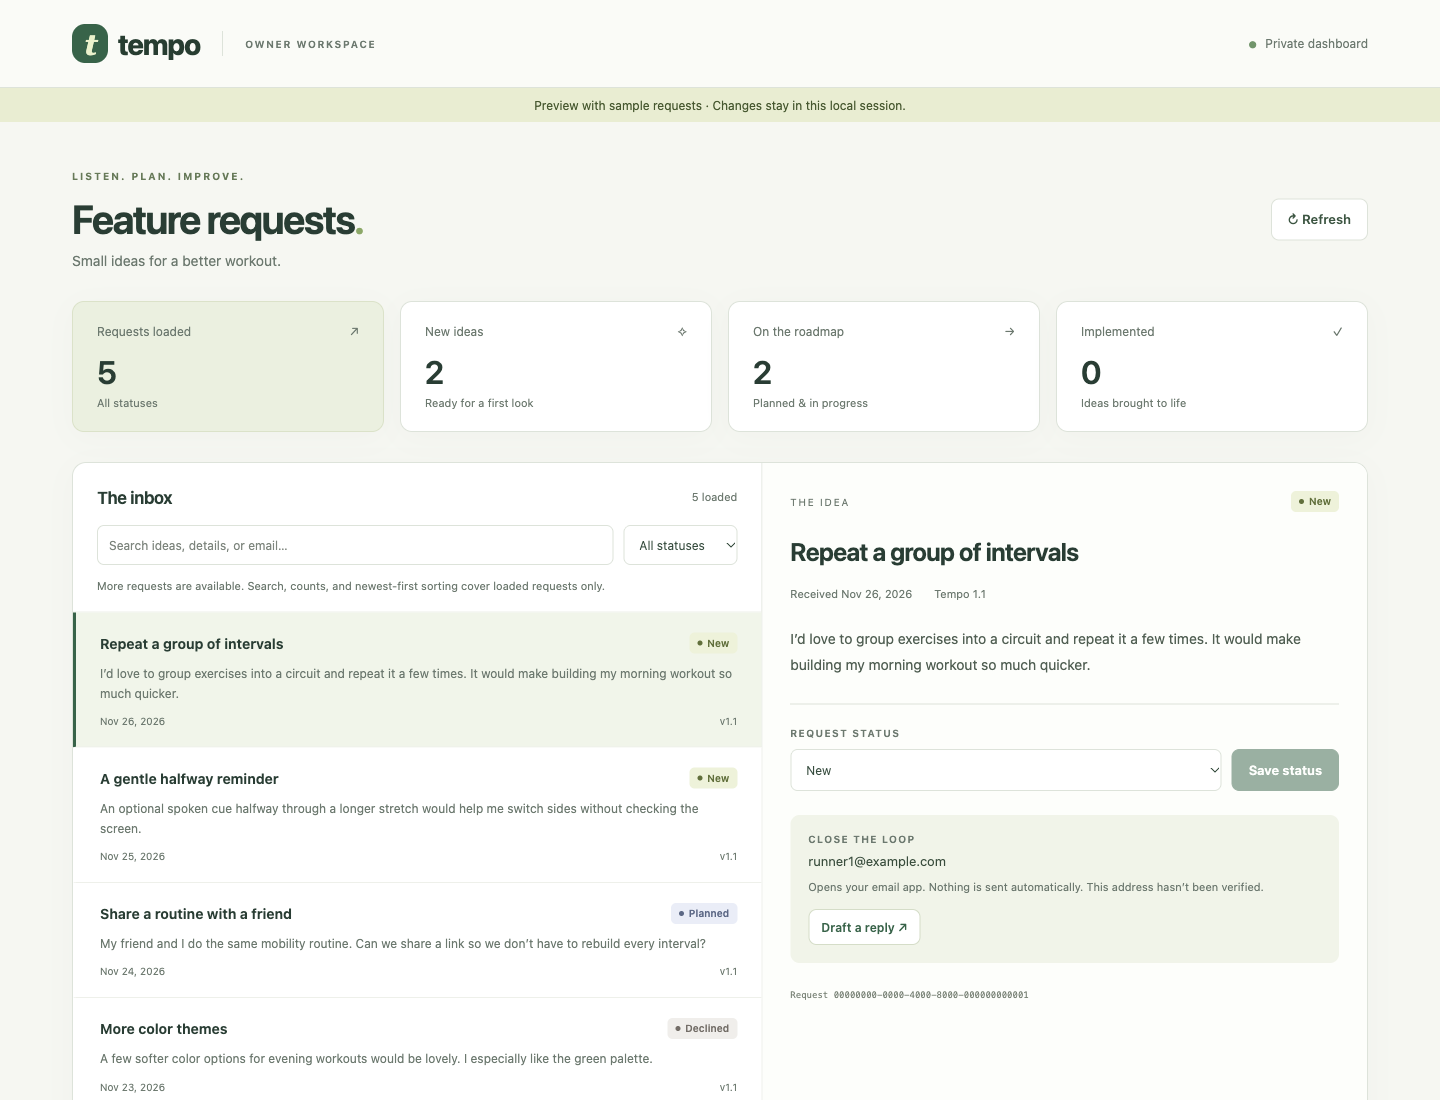 t tempo
OWNER WORKSPACE
Private dashboard
Preview with sample requests · Changes stay in this local session.
LISTEN. PLAN. IMPROVE.
Feature requests.
Small ideas for a better workout.
↻ Refresh
Requests loaded ↗
5
All statuses
New ideas ✧
2
Ready for a first look
On the roadmap →
2
Planned & in progress
Implemented ✓
0
Ideas brought to life
The inbox
5 loaded
Search ideas, details, or email...
All statuses
More requests are available. Search, counts, and newest-first sorting cover loaded requests only.
Repeat a group of intervals
New
I’d love to group exercises into a circuit and repeat it a few times. It would make building my morning workout so
much quicker.
Nov 26, 2026
v1.1
A gentle halfway reminder
New
An optional spoken cue halfway through a longer stretch would help me switch sides without checking the
screen.
Nov 25, 2026
v1.1
Share a routine with a friend
Planned
My friend and I do the same mobility routine. Can we share a link so we don’t have to rebuild every interval?
Nov 24, 2026
v1.1
More color themes
Declined
A few softer color options for evening workouts would be lovely. I especially like the green palette.
Nov 23, 2026
v1.1
THE IDEA
New
Repeat a group of intervals
Received Nov 26, 2026
Tempo 1.1
I’d love to group exercises into a circuit and repeat it a few times. It would make
building my morning workout so much quicker.
REQUEST STATUS
New
Save status
CLOSE THE LOOP
runner1@example.com
Opens your email app. Nothing is sent automatically. This address hasn’t been verified.
Draft a reply ↗
Request 00000000-0000-4000-8000-000000000001